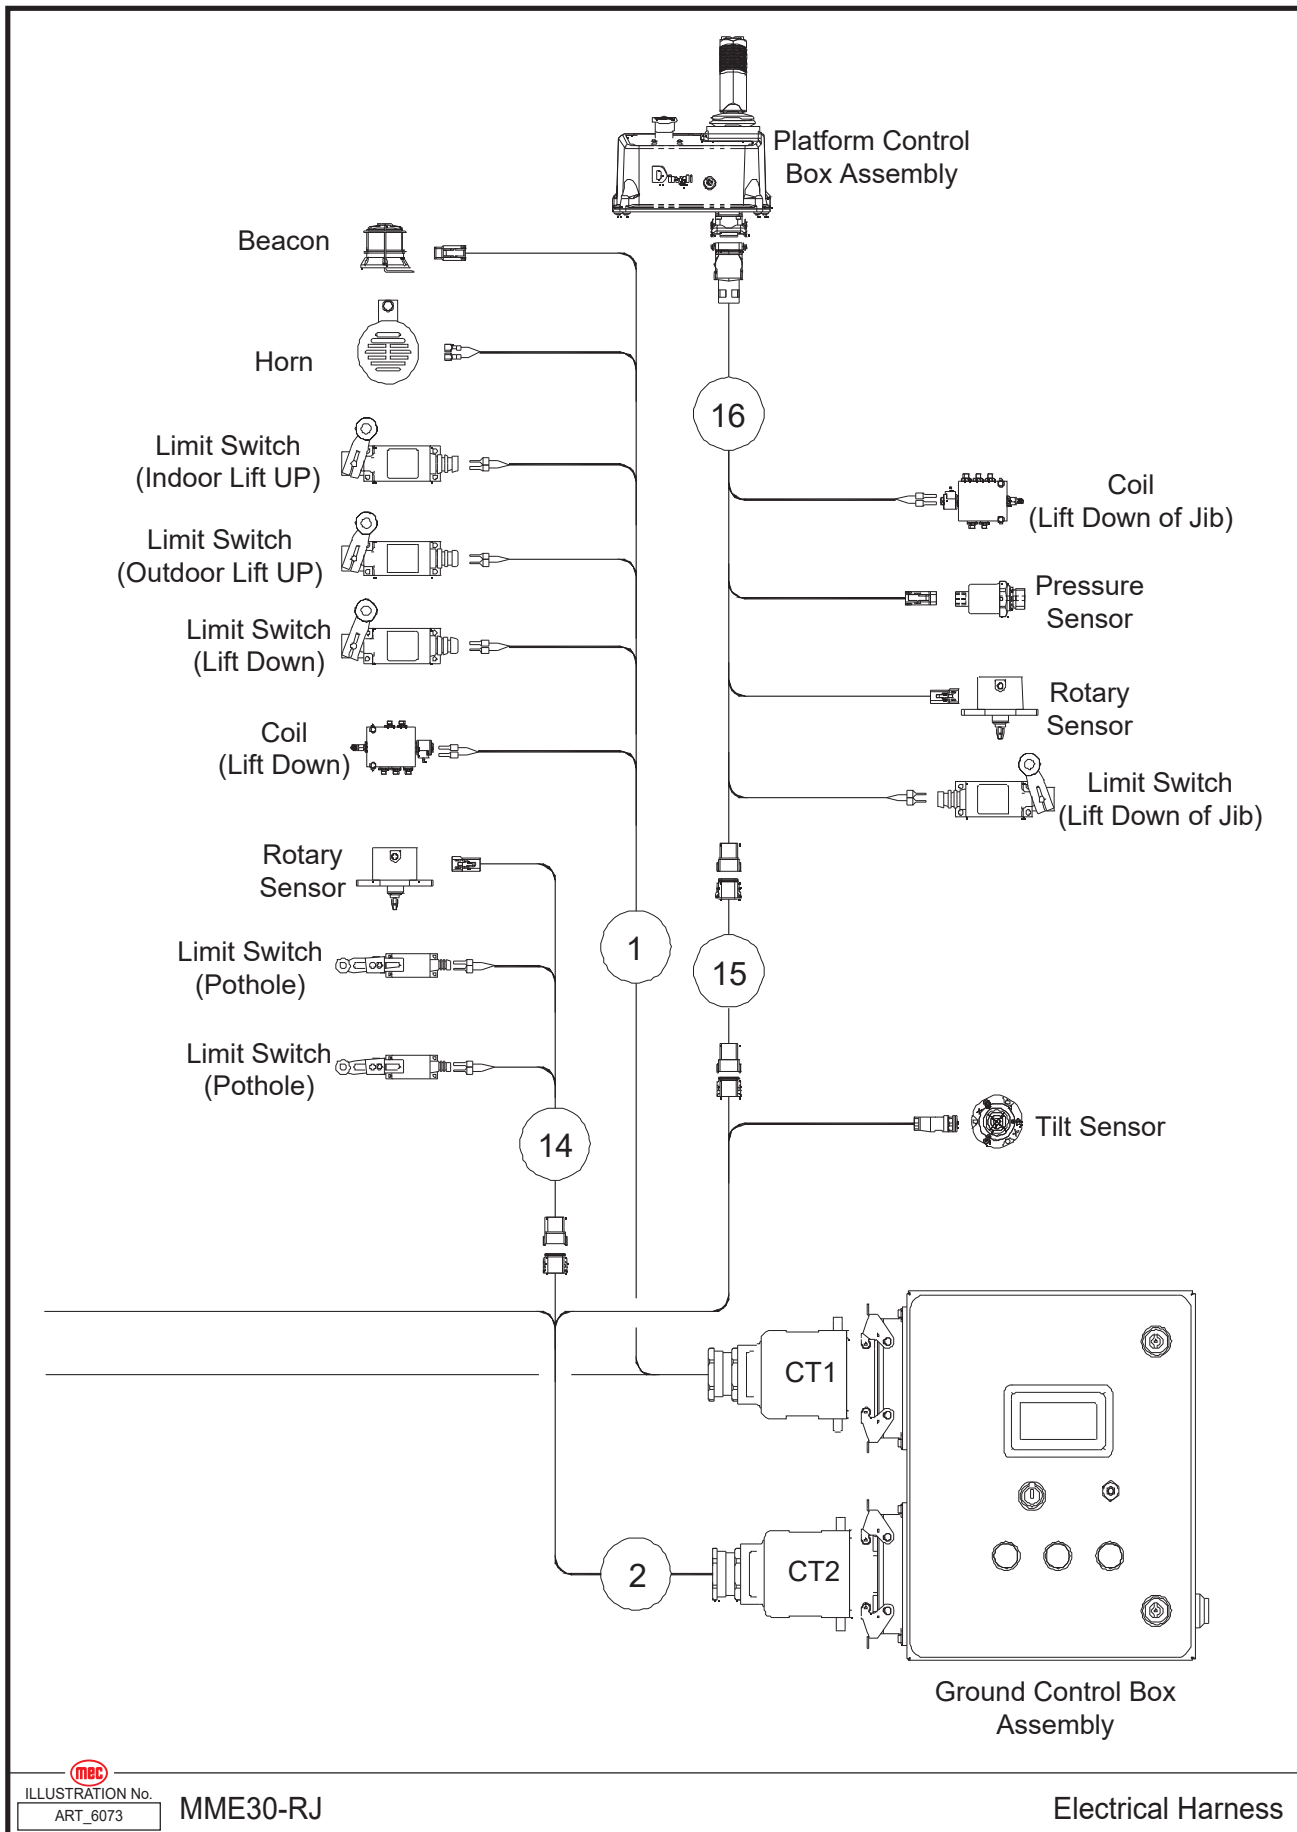 Platform Control
Box Assembly
Beacon
Horn
16
Limit Switch
(Indoor Lift UP)
Coil
(Lift Down of Jib)
Limit Switch
(Outdoor Lift UP)
Pressure
Sensor
Limit Switch
(Lift Down)
Rotary
Sensor
Coil
(Lift Down)
Limit Switch
(Lift Down of Jib)
Rotary
Sensor
1
15
Limit Switch
(Pothole)
Limit Switch
(Pothole)
14
Tilt Sensor
CT1
CT2
2
Ground Control Box
Assembly
mec
ILLUSTRATION No.
ART_6073
MME30-RJ
Electrical Harness